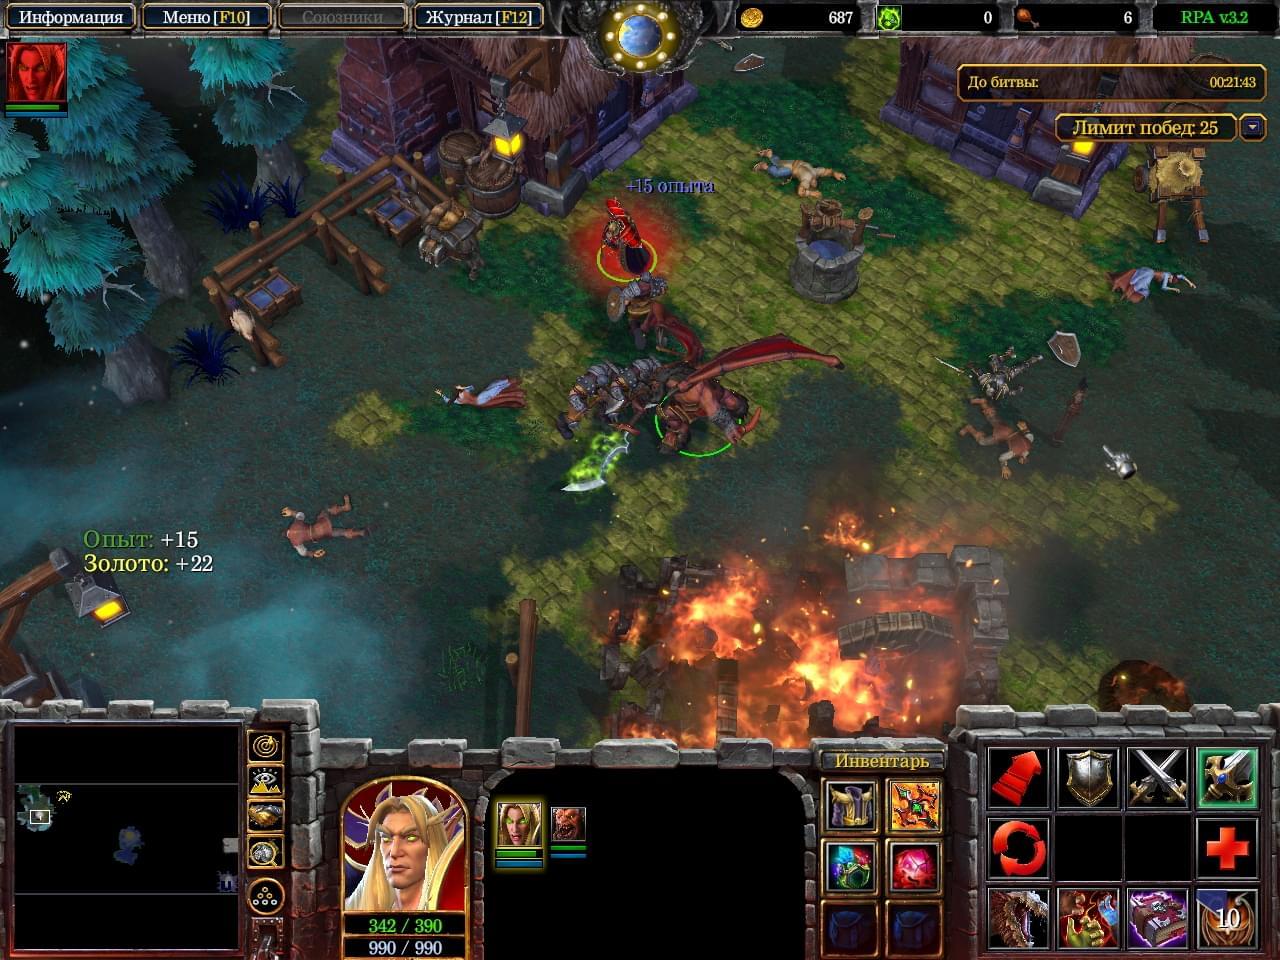 Информация
Меню [F10]
Союзники
Журнал [F12]
687
0
6
RPA v.3.2
До битвы:
00:21:43
Лимит побед: 25
+15 опыта
Опыт: +15
Золото: +22
Инвентарь
342 / 390
990 / 990
10